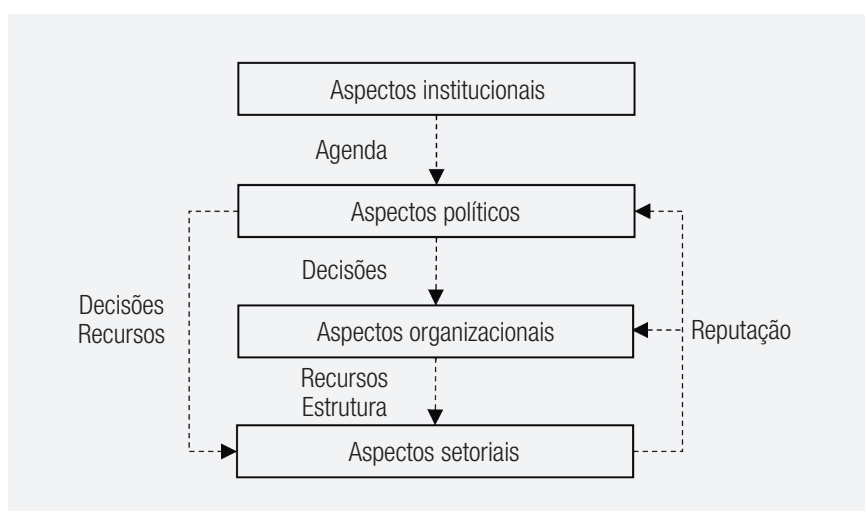 Aspectos institucionais
Agenda
Aspectos políticos
Decisões
Decisões
Recursos
Aspectos organizacionais
Reputação
Recursos
Estrutura
Aspectos setoriais